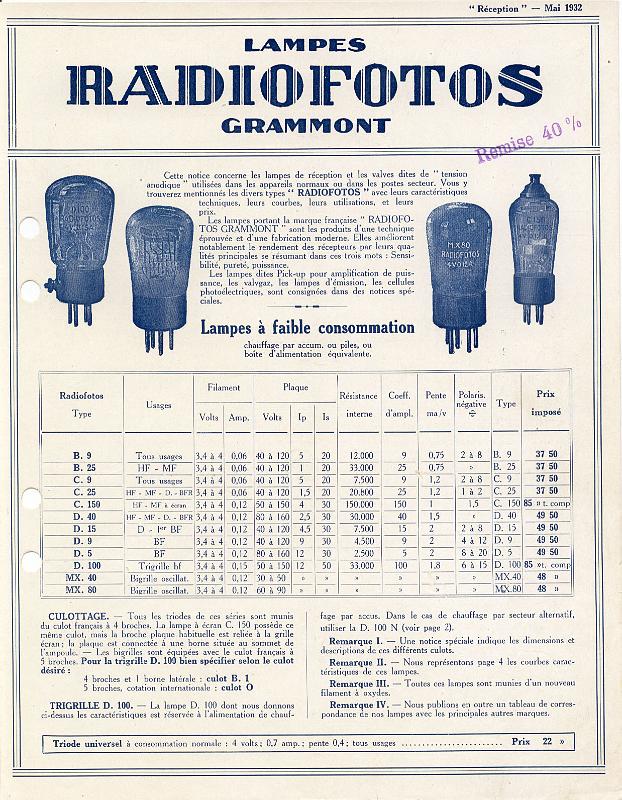 “ Réception ” — Mai 1932
LAMPES
RADIOFOTOS
GRAMMONT
Remise 40 %
Cette notice concerne les lampes de réception et les valves dites de “ tension
anodique ” utilisées dans les appareils normaux ou dans les postes secteur. Vous y
trouverez mentionnés les divers types “ RADIOFOTOS ” avec leurs caractéristiques
techniques, leurs courbes, leurs utilisations, et leurs
prix.
Les lampes portant la marque française “ RADIOFO-
TOS GRAMMONT ” sont les produits d'une technique
éprouvée et d'une fabrication moderne. Elles améliorent
notablement le rendement des récepteurs par leurs qua-
lités principales se résumant dans ces trois mots : Sensi-
bilité, pureté, puissance.
Les lampes dites Pick-up pour amplification de puis-
sance, les valvgaz, les lampes d'émission, les cellules
photoélectriques, sont consignées dans des notices spé-
ciales.
MX80
RADIOFOTOS
Lampes à faible consommation
chauffage par accum. ou piles, ou
boîte d'alimentation équivalente.
Radiofotos Type | Usages | Filament Volts | Amp. | Plaque Volts | Ip | Is | Résistance interne | Coeff. d'ampl. | Pente ma/v | Polaris. négative | Type | Prix imposé
B. 9 Tous usages 3,4 à 4 0,06 40 à 120 5 20 12.000 9 0,75 2 à 8 B. 9 37 50
B. 25 HF - MF 3,4 à 4 0,06 40 à 120 1 20 33.000 25 0,75 » B. 25 37 50
C. 9 Tous usages 3,4 à 4 0,06 40 à 120 5 20 7.500 9 1,2 2 à 8 C. 9 37 50
C. 25 HF - MF - D. - BFR 3,4 à 4 0,06 40 à 120 1,5 20 20.800 25 1,2 1 à 2 C. 25 37 50
C. 150 HF - MF à écran 3,4 à 4 0,12 50 à 150 4 30 150.000 150 1 1,5 C. 150 85 » t. comp
D. 40 HF - MF - D. - BFR 3,4 à 4 0,12 80 à 160 2,5 30 30.000 40 1,5 « D. 40 49 50
D. 15 D - 1er BF 3,4 à 4 0,12 40 à 120 4,5 30 7.500 15 2 2 à 8 D. 15 49 50
D. 9 BF 3,4 à 4 0,12 40 à 120 9 30 4.500 9 2 4 à 12 D. 9 49 50
D. 5 BF 3,4 à 4 0,12 80 à 160 12 30 2.500 5 2 8 à 20 D. 5 49 50
D. 100 Trigrille bf 3,4 à 4 0,15 50 à 150 12 50 33.000 100 1,8 6 à 15 D. 100 85 » t. comp
MX. 40 Bigrille oscillat. 3,4 à 4 0,12 30 à 50 » » » » » » MX.40 48 »
MX. 80 Bigrille oscillat. 3,4 à 4 0,12 60 à 90 » » » » » » MX.80 48 »
CULOTTAGE. — Tous les triodes de ces séries sont munis
du culot français à 4 broches. La lampe à écran C. 150 possède ce
même culot, mais la broche plaque habituelle est reliée à la grille
écran ; la plaque est connectée à une borne située au sommet de
l'ampoule. — Les bigrilles sont équipées avec le culot français à
5 broches. Pour la trigrille D. 100 bien spécifier selon le culot
désiré :
4 broches et 1 borne latérale : culot B. 1
5 broches, cotation internationale : culot O
TRIGRILLE D. 100. — La lampe D. 100 dont nous donnons
ci-dessus les caractéristiques est réservée à l'alimentation de chauf-
fage par accus. Dans le cas de chauffage par secteur alternatif,
utiliser la D. 100 N (voir page 2).
Remarque I. — Une notice spéciale indique les dimensions et
descriptions de ces différents culots.
Remarque II. — Nous représentons page 4 les courbes carac-
téristiques de ces lampes.
Remarque III. — Toutes ces lampes sont munies d'un nouveau
filament à oxydes.
Remarque IV. — Nous publions en outre un tableau de corres-
pondance de nos lampes avec les principales autres marques.
Triode universel à consommation normale : 4 volts ; 0,7 amp. ; pente 0,4 ; tous usages ........................ Prix 22 »